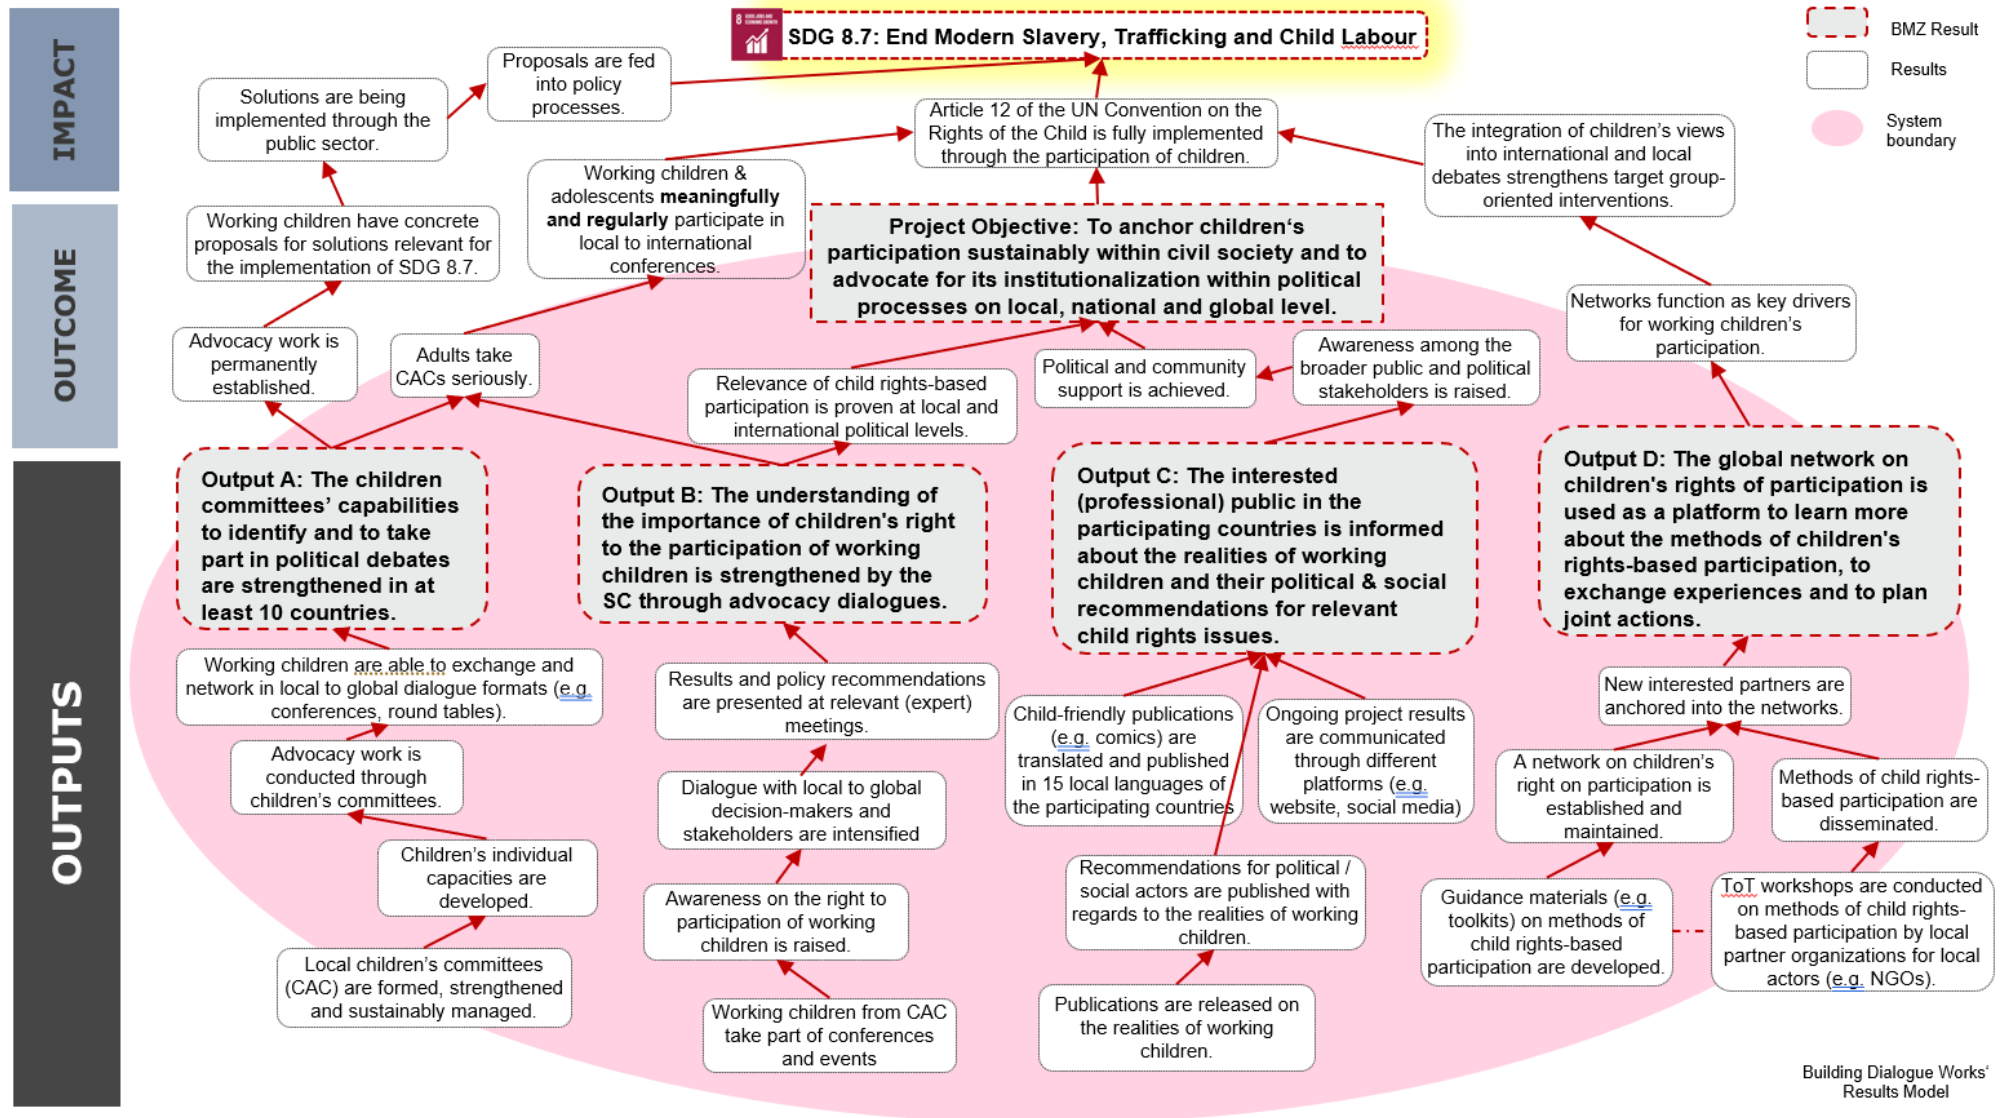 IMPACT
OUTCOME
OUTPUTS
8 GOOD JOBS AND
ECONOMIC GROWTH
SDG 8.7: End Modern Slavery, Trafficking and Child Labour
BMZ Result
Results
System
boundary
Proposals are fed
into policy
processes.
Solutions are being
implemented through the
public sector.
Article 12 of the UN Convention on the
Rights of the Child is fully implemented
through the participation of children.
The integration of children's views
into international and local
debates strengthens target group-
oriented interventions.
Working children &
adolescents meaningfully
and regularly participate in
local to international
conferences.
Working children have concrete
proposals for solutions relevant for
the implementation of SDG 8.7.
Project Objective: To anchor children‘s
participation sustainably within civil society and to
advocate for its institutionalization within political
processes on local, national and global level.
Networks function as key drivers
for working children's
participation.
Advocacy work is
permanently
established.
Adults take
CACs seriously.
Relevance of child rights-based
participation is proven at local and
international political levels.
Political and community
support is achieved.
Awareness among the
broader public and political
stakeholders is raised.
Output A: The children
committees’ capabilities
to identify and to take
part in political debates
are strengthened in at
least 10 countries.
Output B: The understanding of
the importance of children's right
to the participation of working
children is strengthened by the
SC through advocacy dialogues.
Output C: The interested
(professional) public in the
participating countries is informed
about the realities of working
children and their political & social
recommendations for relevant
child rights issues.
Output D: The global network on
children's rights of participation is
used as a platform to learn more
about the methods of children's
rights-based participation, to
exchange experiences and to plan
joint actions.
Working children are able to exchange and
network in local to global dialogue formats (e.g.
conferences, round tables).
Advocacy work is
conducted through
children’s committees.
Children’s individual
capacities are
developed.
Local children’s committees
(CAC) are formed, strengthened
and sustainably managed.
Results and policy recommendations
are presented at relevant (expert)
meetings.
Dialogue with local to global
decision-makers and
stakeholders are intensified
Awareness on the right to
participation of working
children is raised.
Working children from CAC
take part of conferences
and events
Child-friendly publications
(e.g. comics) are
translated and published
in 15 local languages of
the participating countries
Ongoing project results
are communicated
through different
platforms (e.g.
website, social media)
Recommendations for political /
social actors are published with
regards to the realities of working
children.
Publications are released on
the realities of working
children.
New interested partners are
anchored into the networks.
A network on children’s
right on participation is
established and
maintained.
Methods of child rights-
based participation are
disseminated.
Guidance materials (e.g.
toolkits) on methods of
child rights-based
participation are developed.
ToT workshops are conducted
on methods of child rights-
based participation by local
partner organizations for local
actors (e.g. NGOs).
Building Dialogue Works‘
Results Model